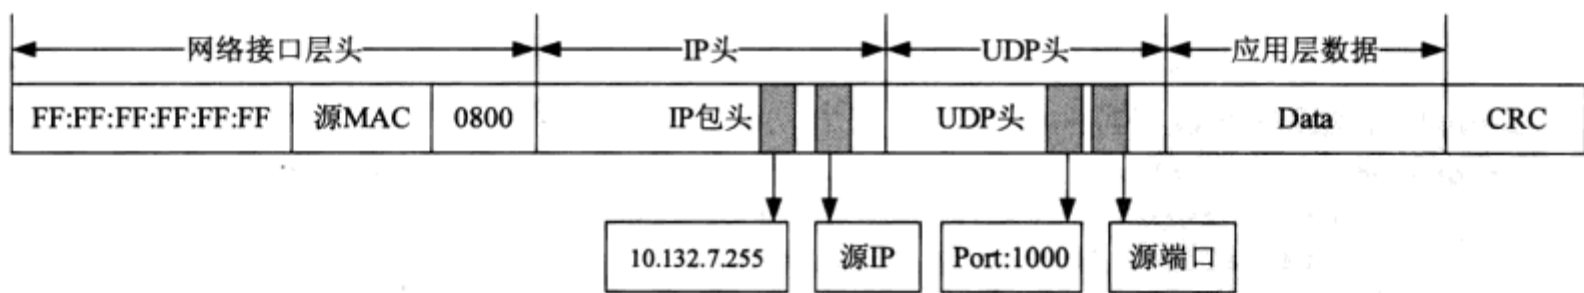 网络接口层头 IP头 UDP头 应用层数据
FF:FF:FF:FF:FF:FF 源MAC 0800 IP包头 UDP头 Data CRC
10.132.7.255 源IP Port:1000 源端口